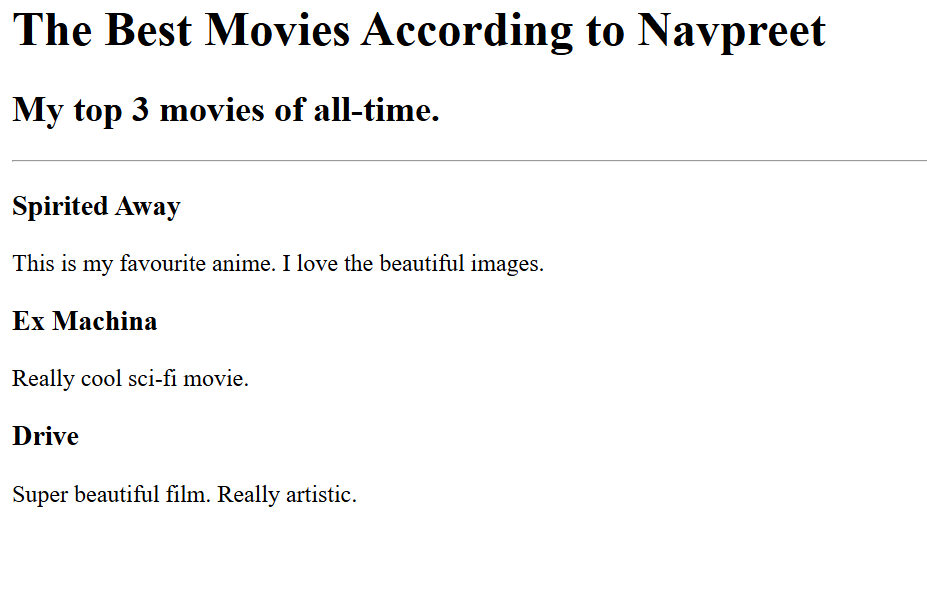 The Best Movies According to Navpreet
My top 3 movies of all-time.
Spirited Away
This is my favourite anime. I love the beautiful images.
Ex Machina
Really cool sci-fi movie.
Drive
Super beautiful film. Really artistic.